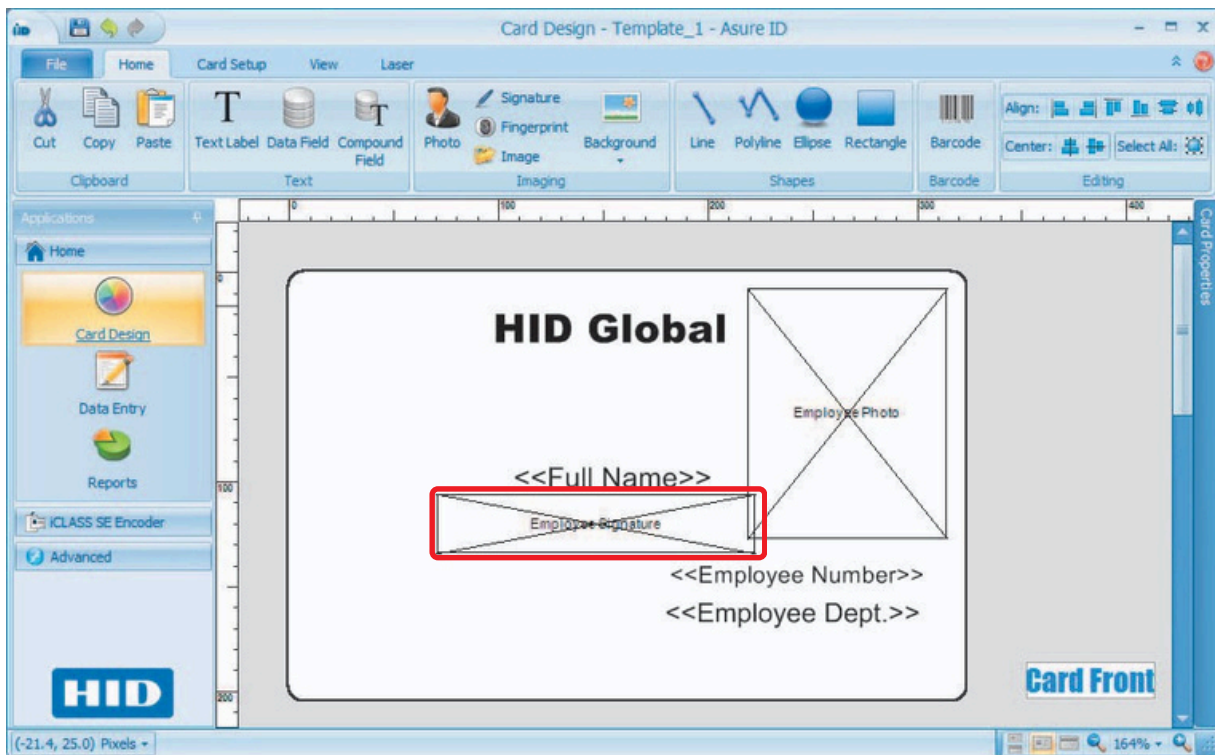 Card Design - Template_1 - Asure ID
File Home Card Setup View Laser
Cut Copy Paste
Clipboard
Text Label Data Field Compound Field
Text
Photo Signature Fingerprint Image Background
Imaging
Line Polyline Ellipse Rectangle
Shapes
Barcode
Barcode
Align:
Center: Select All:
Editing
Applications
Home
Card Design
Data Entry
Reports
iCLASS SE Encoder
Advanced
HID
0 100 200 300 400
0
100
200
HID Global
Employee Photo
<<Full Name>>
Employee Signature
<<Employee Number>>
<<Employee Dept.>>
Card Front
Card Properties
(-21.4, 25.0) Pixels
164%